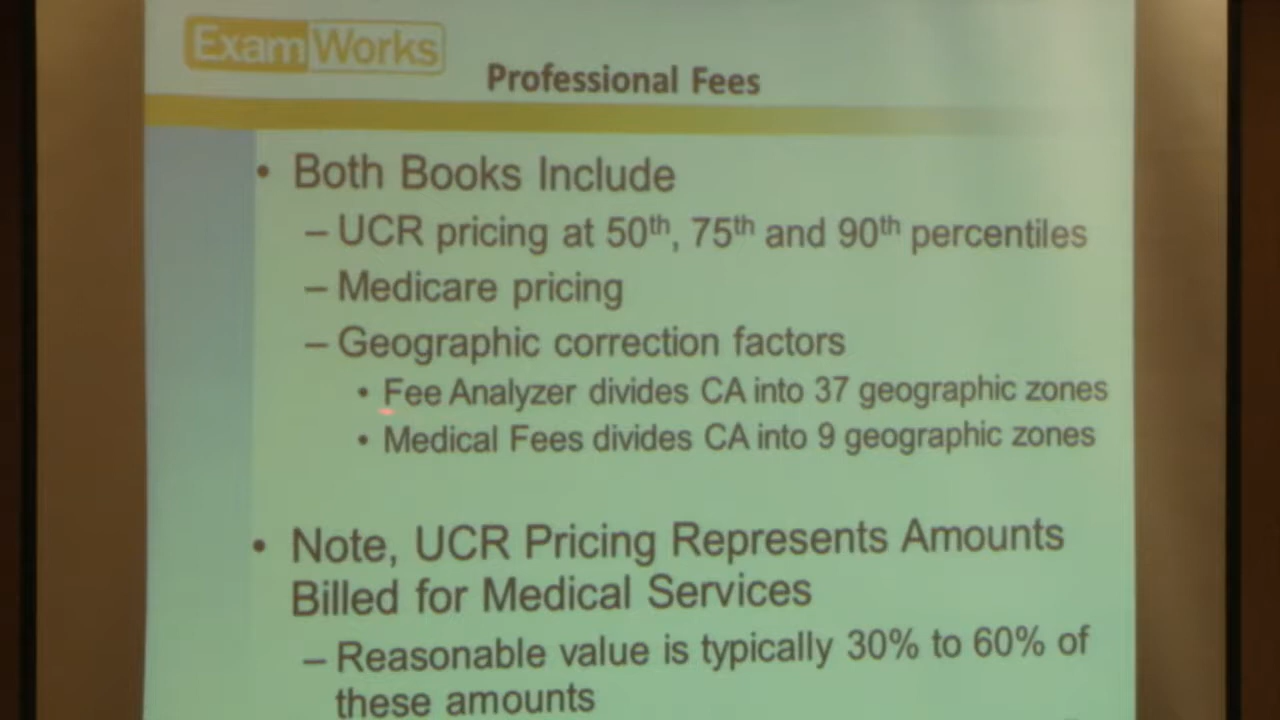 ExamWorks
Professional Fees
• Both Books Include
– UCR pricing at 50th, 75th and 90th percentiles
– Medicare pricing
– Geographic correction factors
• Fee Analyzer divides CA into 37 geographic zones
• Medical Fees divides CA into 9 geographic zones
• Note, UCR Pricing Represents Amounts
Billed for Medical Services
– Reasonable value is typically 30% to 60% of
these amounts